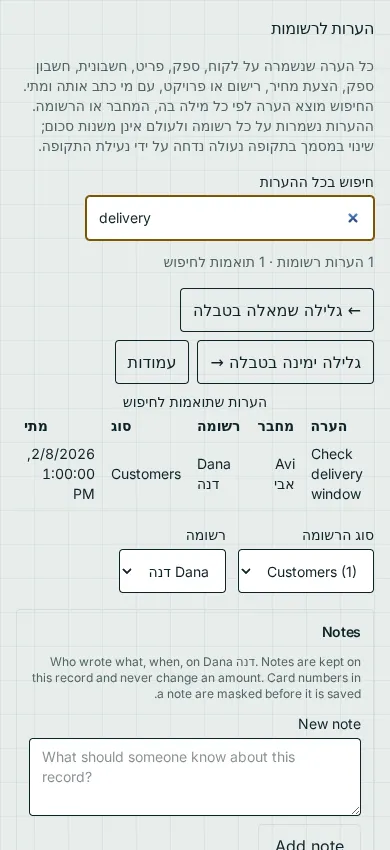 הערות לרשומות
כל הערה שנשמרה על לקוח, ספק, פריט, חשבונית, חשבון
ספק, הצעת מחיר, רישום או פרויקט, עם מי כתב אותה ומתי.
החיפוש מוצא הערה לפי כל מילה בה, המחבר או הרשומה.
ההערות נשמרות על כל רשומה ולעולם אינן משנות סכום;
שינוי במסמך בתקופה נעולה נדחה על ידי נעילת התקופה.
חיפוש בכל ההערות
delivery
1 הערות רשומות · 1 תואמות לחיפוש
← גלילה שמאלה בטבלה
גלילה ימינה בטבלה →
עמודות
הערות שתואמות לחיפוש
הערה מחבר רשומה סוג מתי
Check delivery window
Avi אבי
Dana דנה
Customers
2/8/2026, 1:00:00 PM
סוג הרשומה
רשומה
Customers (1)
Dana דנה
Notes
Who wrote what, when, on Dana דנה. Notes are kept on
this record and never change an amount. Card numbers in
a note are masked before it is saved.
New note
What should someone know about this
record?
Add note